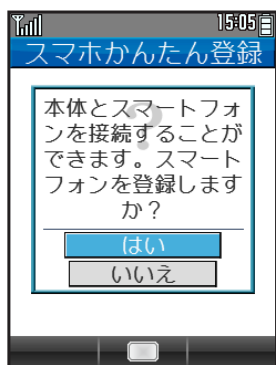 15:05
スマホかんたん登録
本体とスマートフォ
ンを接続することが
できます。スマート
フォンを登録します
か？
はい
いいえ